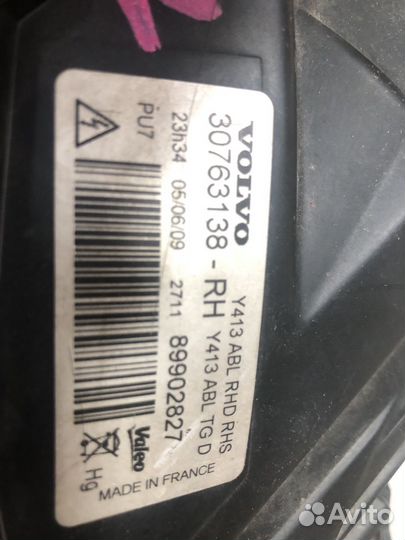 VOLVO
30763138 - RH
Y413 ABL RHD RHS
Y413 ABL TG D
PU7
23h34 05/06/09 2711 89902827
Valeo
Hg
MADE IN FRANCE
Avito